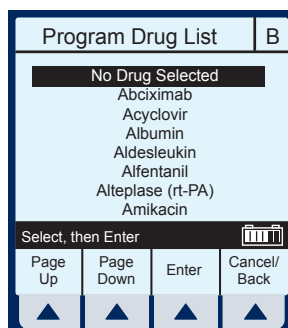 Program Drug List B
No Drug Selected
Abciximab
Acyclovir
Albumin
Aldesleukin
Alfentanil
Alteplase (rt-PA)
Amikacin
Select, then Enter
Page Up Page Down Enter Cancel/ Back